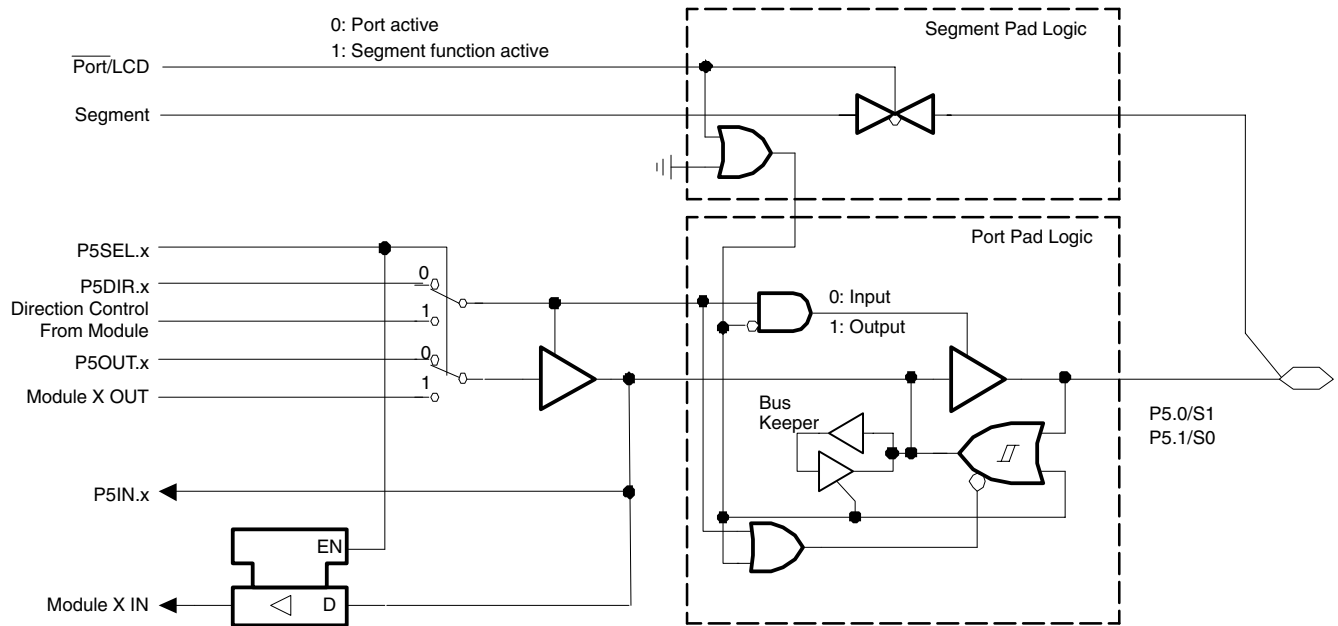 0: Port active
1: Segment function active
Segment Pad Logic
Port/LCD
Segment
Port Pad Logic
P5SEL.x
P5DIR.x
0
Direction Control
From Module
1
0: Input
1: Output
P5OUT.x
0
Module X OUT
1
Bus
Keeper
P5.0/S1
P5.1/S0
P5IN.x
EN
Module X IN
D